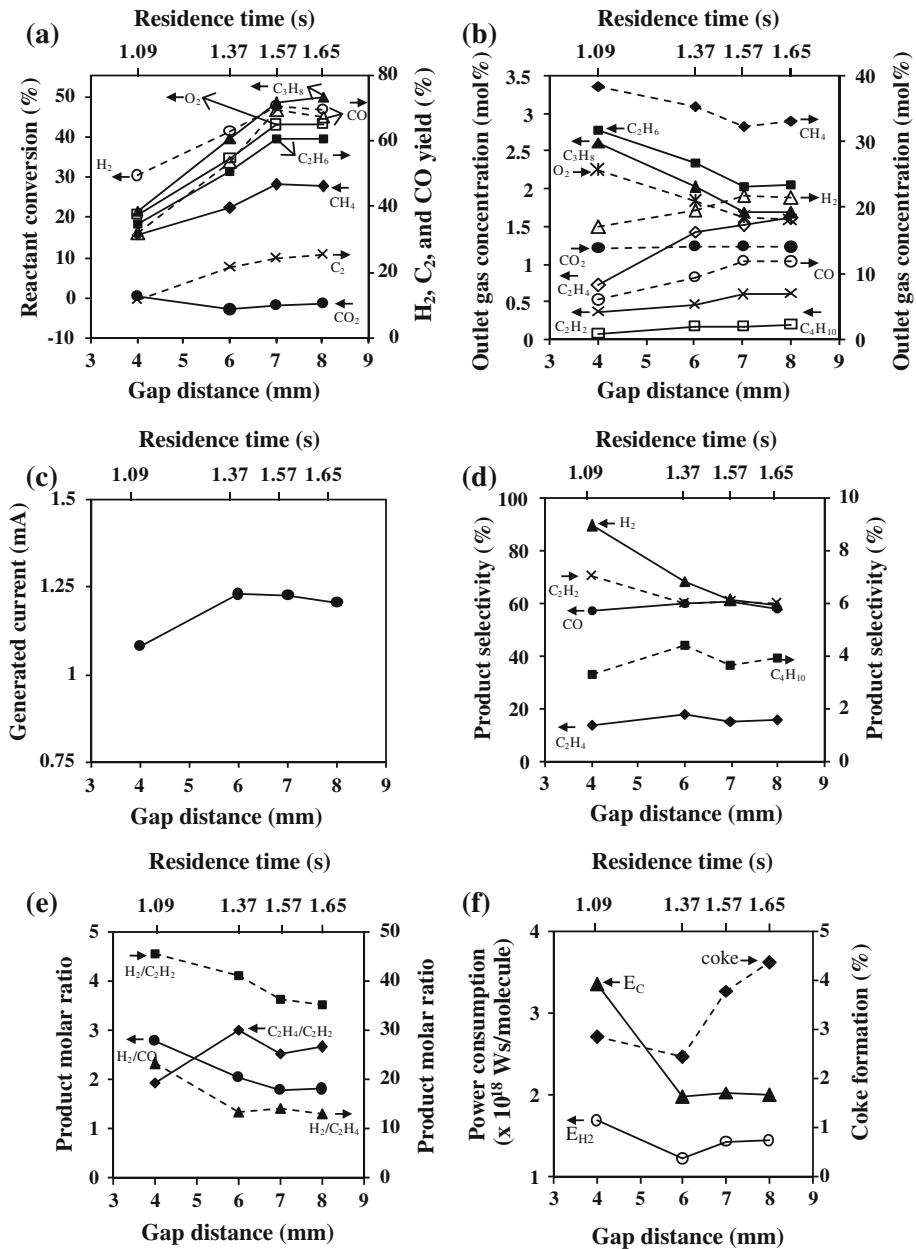 Residence time (s)
(a)
1.09 1.37 1.57 1.65
Reactant conversion (%)
50
40
30
20
10
0
-10
80
60
40
20
0
H₂, C₂, and CO yield (%)
C₃H₈
O₂
CO
H₂
C₂H₆
CH₄
C₂
CO₂
3 4 5 6 7 8 9
Gap distance (mm)
Residence time (s)
(b)
1.09 1.37 1.57 1.65
Outlet gas concentration (mol%)
3.5
3
2.5
2
1.5
1
0.5
0
40
30
20
10
0
Outlet gas concentration (mol%)
C₂H₆
CH₄
C₃H₈
O₂
H₂
CO₂
CO
C₂H₄
C₂H₂
C₄H₁₀
3 4 5 6 7 8 9
Gap distance (mm)
Residence time (s)
(c)
1.09 1.37 1.57 1.65
Generated current (mA)
1.5
1.25
1
0.75
3 4 5 6 7 8 9
Gap distance (mm)
Residence time (s)
(d)
1.09 1.37 1.57 1.65
Product selectivity (%)
100
80
60
40
20
0
10
8
6
4
2
0
Product selectivity (%)
H₂
C₂H₂
CO
C₄H₁₀
C₂H₄
3 4 5 6 7 8 9
Gap distance (mm)
Residence time (s)
(e)
1.09 1.37 1.57 1.65
Product molar ratio
5
4
3
2
1
0
50
40
30
20
10
0
Product molar ratio
H₂/C₂H₂
C₂H₄/C₂H₂
H₂/CO
H₂/C₂H₄
3 4 5 6 7 8 9
Gap distance (mm)
Residence time (s)
(f)
1.09 1.37 1.57 1.65
Power consumption
(x 10¹⁸ Ws/molecule)
4
3
2
1
5
4
3
2
1
0
Coke formation (%)
coke
E_C
E_H2
3 4 5 6 7 8 9
Gap distance (mm)